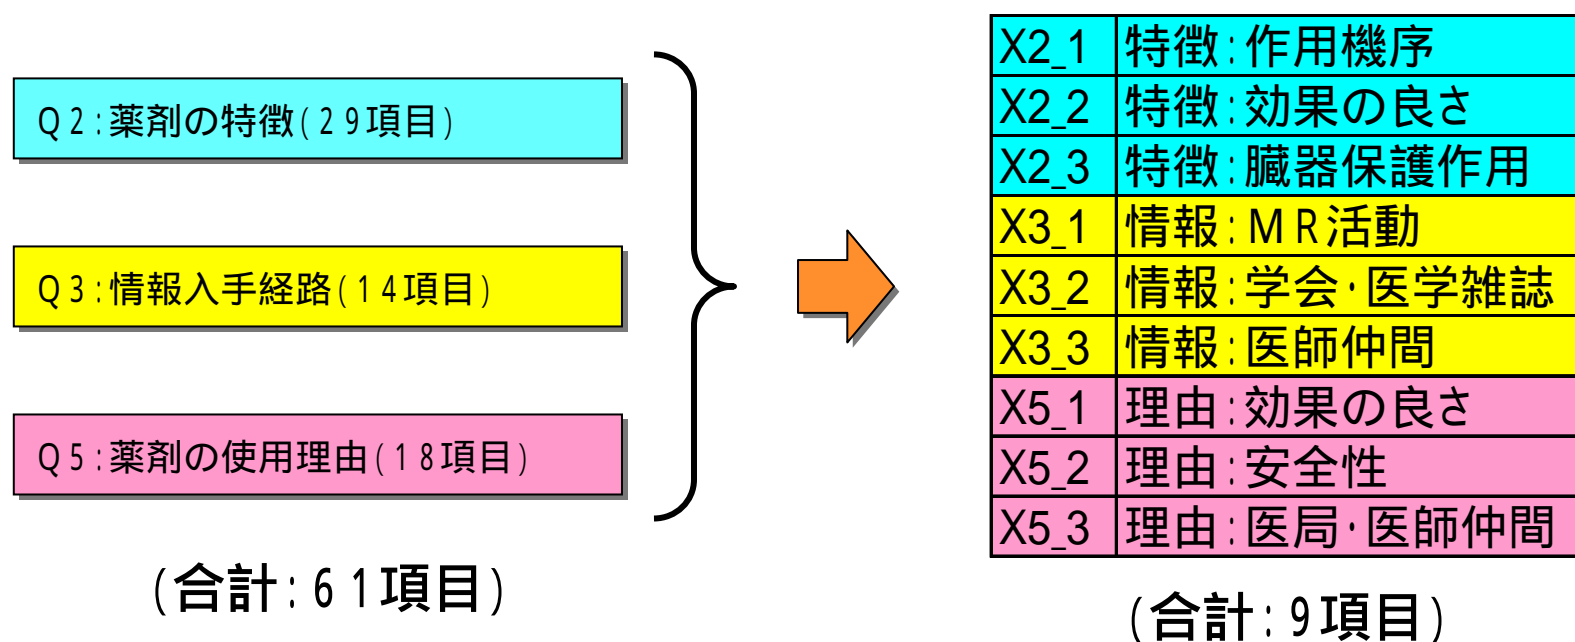 Q2:薬剤の特徴(29項目)
Q3:情報入手経路(14項目)
Q5:薬剤の使用理由(18項目)
(合計:61項目)
X2_1 特徴:作用機序
X2_2 特徴:効果の良さ
X2_3 特徴:臓器保護作用
X3_1 情報:MR活動
X3_2 情報:学会・医学雑誌
X3_3 情報:医師仲間
X5_1 理由:効果の良さ
X5_2 理由:安全性
X5_3 理由:医局・医師仲間
(合計:9項目)